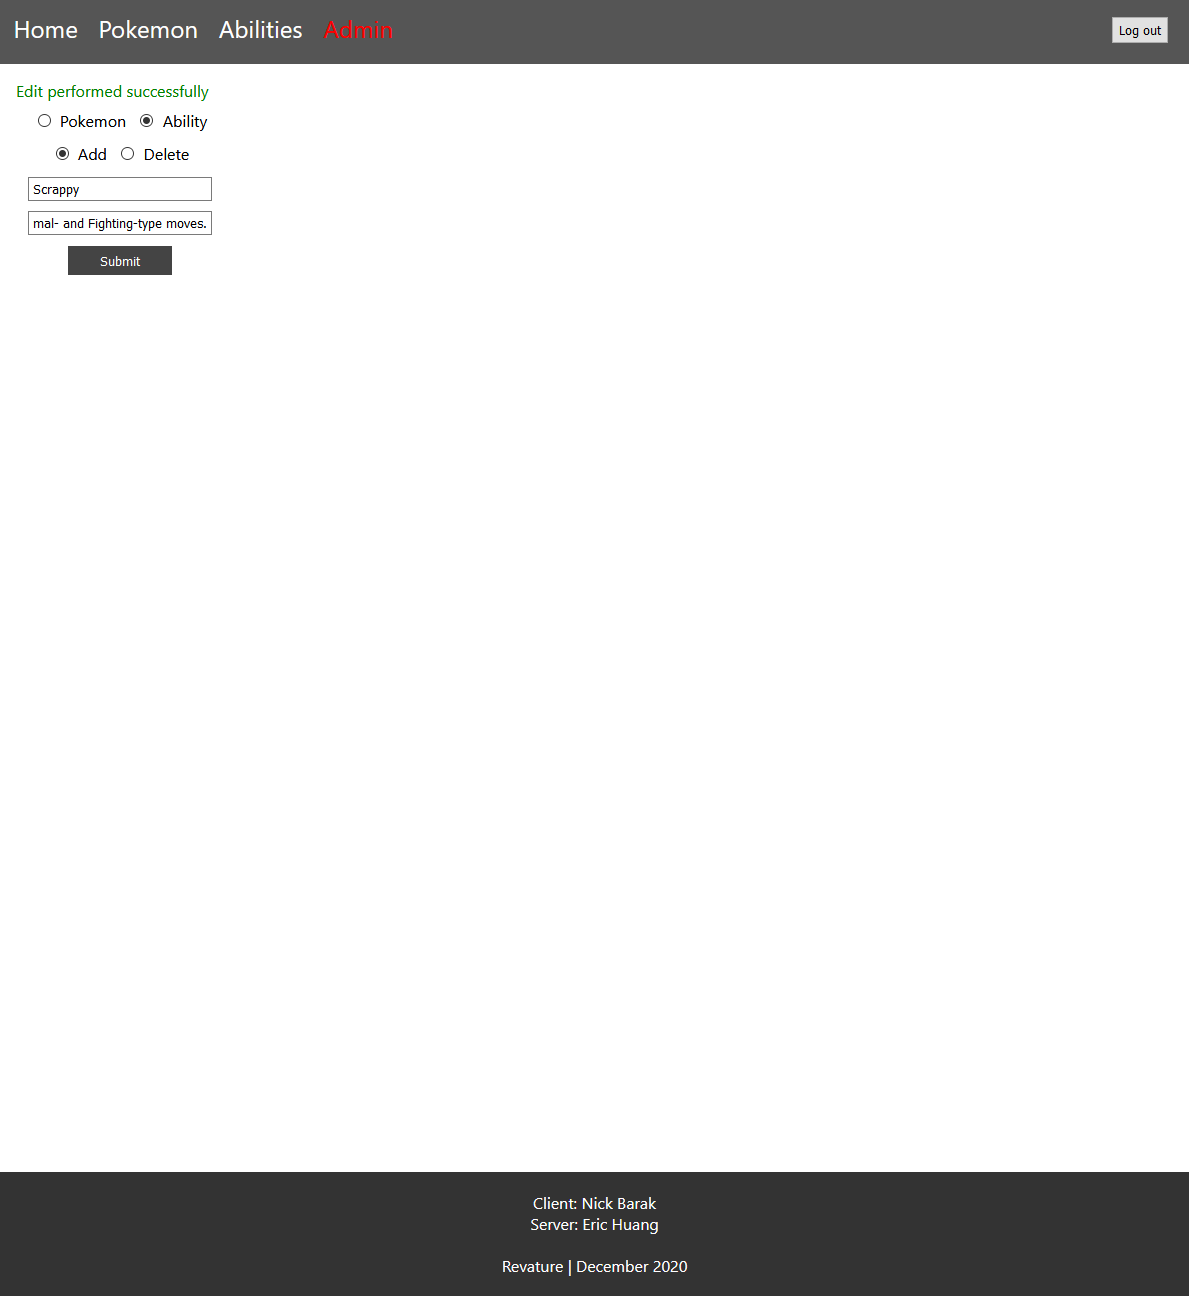 Home Pokemon Abilities Admin Log out
Edit performed successfully
Pokemon Ability
Add Delete
Scrappy
mal- and Fighting-type moves.
Submit
Client: Nick Barak
Server: Eric Huang
Revature | December 2020